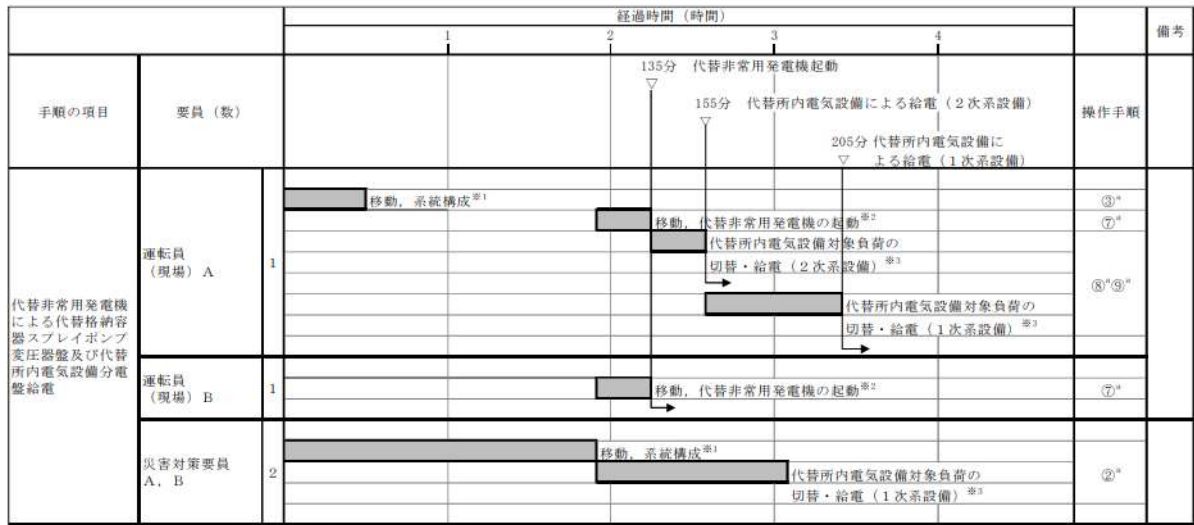 経過時間（時間）
備考
1
2
3
4
手順の項目
要員（数）
操作手順
135分　代替非常用発電機起動
▽
155分　代替所内電気設備による給電（２次系設備）
▽
205分 代替所内電気設備に
▽　よる給電（１次系設備）
代替非常用発電機
による代替格納容
器スプレイポンプ
変圧器盤及び代替
所内電気設備分電
盤給電
運転員
（現場）Ａ
1
移動，系統構成※1
③a
移動，代替非常用発電機の起動※2
⑦a
代替所内電気設備対象負荷の
切替・給電（２次系設備）※3
代替所内電気設備対象負荷の
切替・給電（１次系設備）※3
⑧a⑨a
運転員
（現場）Ｂ
1
移動，代替非常用発電機の起動※2
⑦a
災害対策要員
Ａ，Ｂ
2
移動，系統構成※1
代替所内電気設備対象負荷の
切替・給電（１次系設備）※3
②a